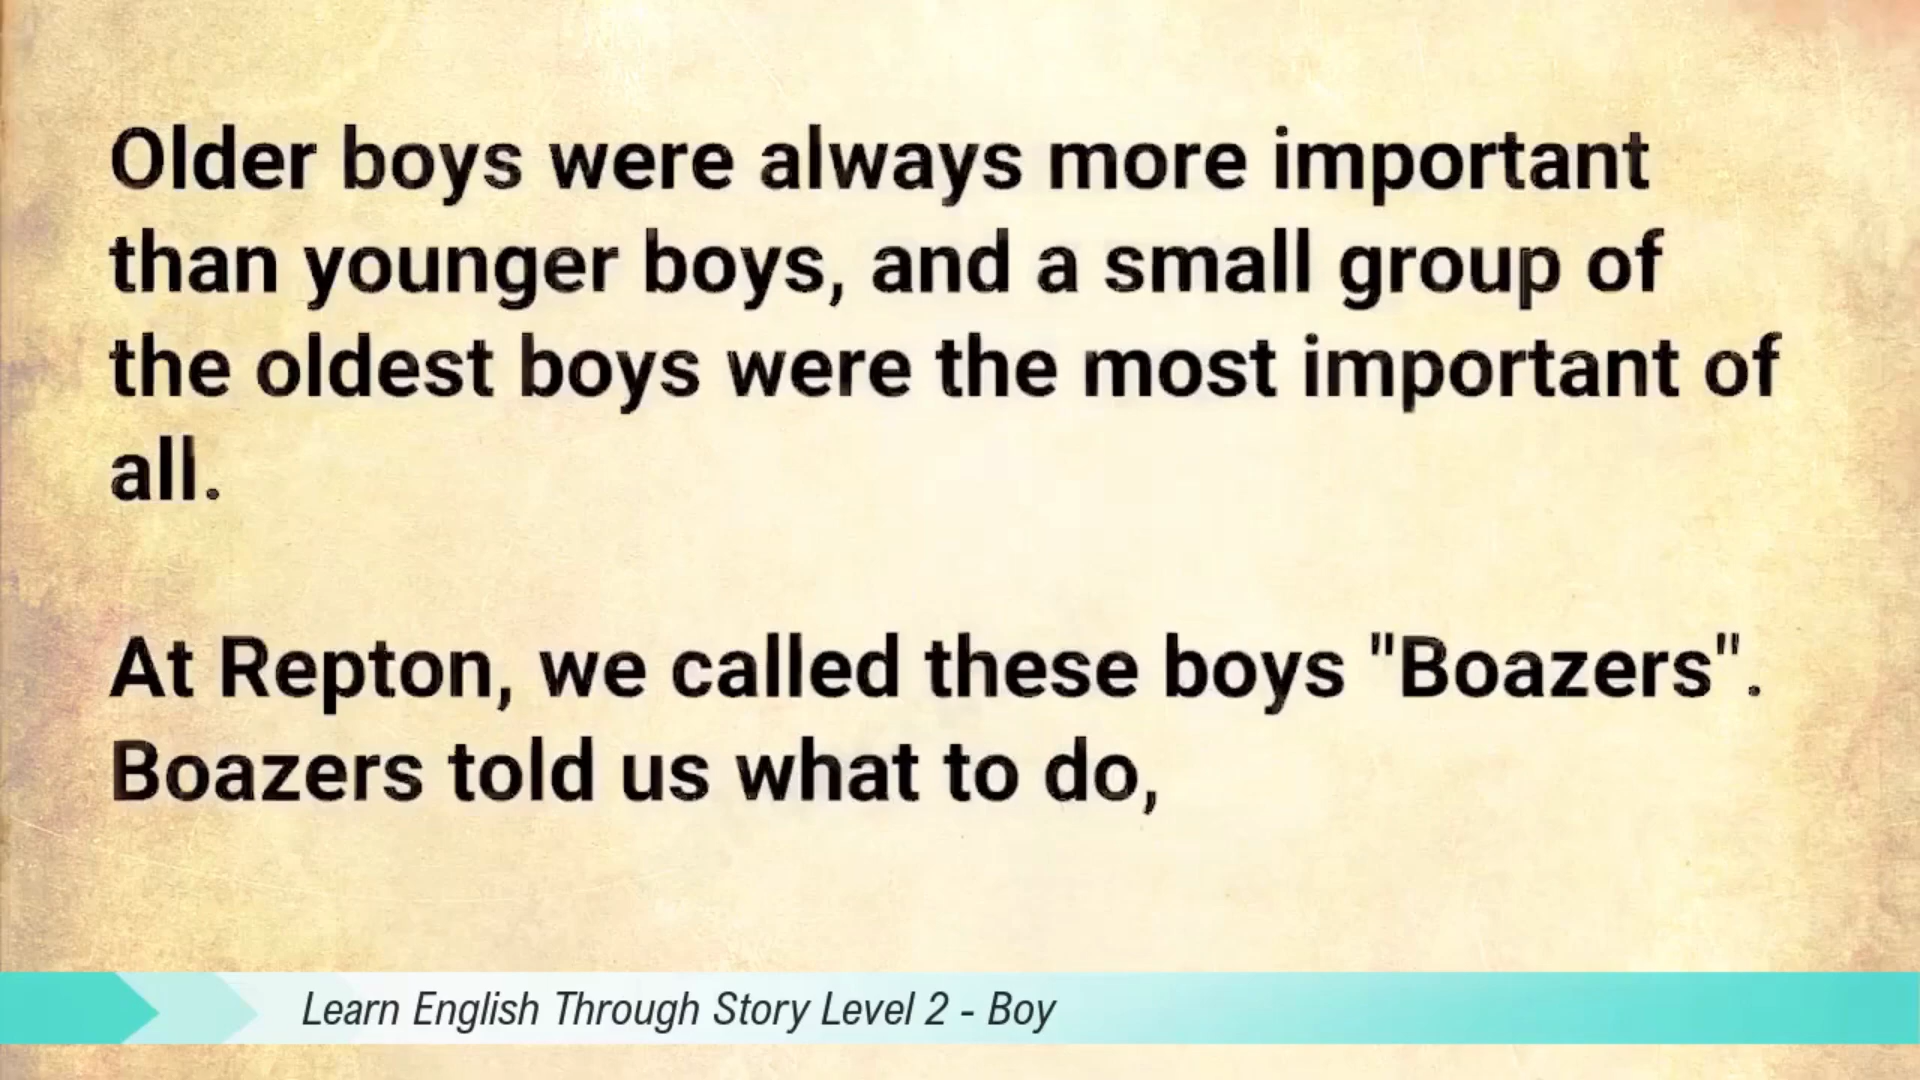 Older boys were always more important
than younger boys, and a small group of
the oldest boys were the most important of
all.
At Repton, we called these boys "Boazers".
Boazers told us what to do,
Learn English Through Story Level 2 - Boy